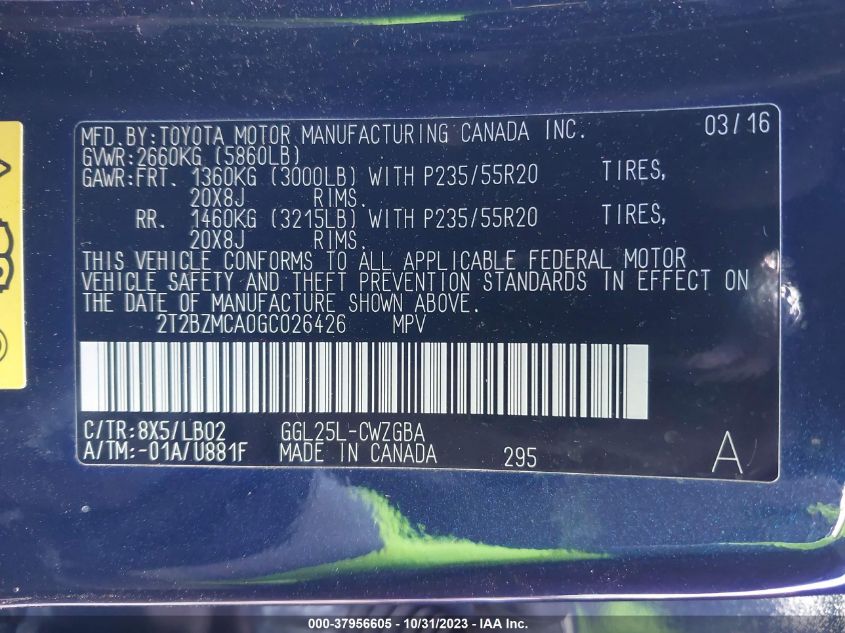 MFD.BY:TOYOTA MOTOR MANUFACTURING CANADA INC. 03/16
GVWR:2660KG (5860LB)
GAWR:FRT. 1360KG (3000LB) WITH P235/55R20 TIRES,
20X8J RIMS.
RR. 1460KG (3215LB) WITH P235/55R20 TIRES,
20X8J RIMS.
THIS VEHICLE CONFORMS TO ALL APPLICABLE FEDERAL MOTOR
VEHICLE SAFETY AND THEFT PREVENTION STANDARDS IN EFFECT ON
THE DATE OF MANUFACTURE SHOWN ABOVE.
2T2BZMCA0GC026426 MPV
C/TR:8X5/LB02 GGL25L-CWZGBA
A/TM:-01A/U881F MADE IN CANADA 295 A
000-37956605 - 10/31/2023 - IAA Inc.